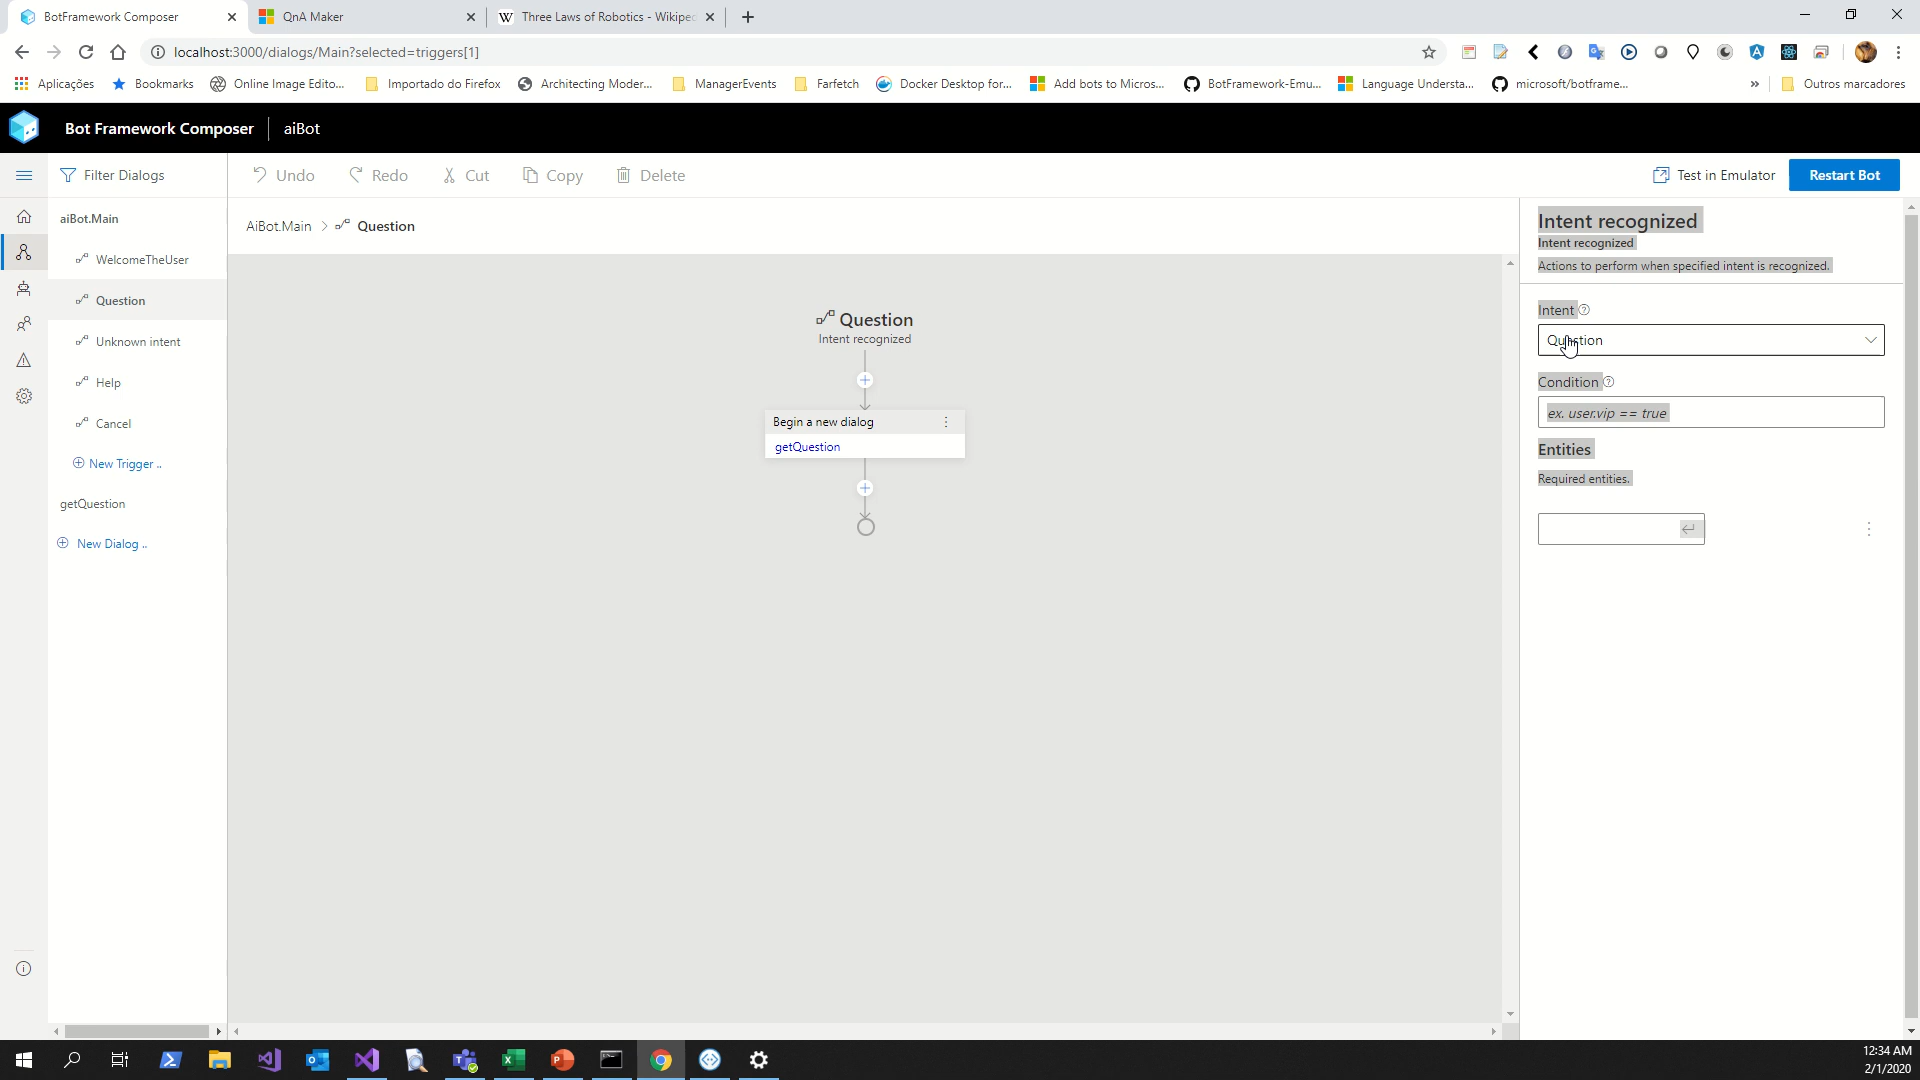 BotFramework Composer
QnA Maker
Three Laws of Robotics - Wikipec
localhost:3000/dialogs/Main?selected=triggers[1]
Aplicações
Bookmarks
Online Image Edito...
Importado do Firefox
Architecting Moder...
ManagerEvents
Farfetch
Docker Desktop for...
Add bots to Micros...
BotFramework-Emu...
Language Understa...
microsoft/botframe...
»
Outros marcadores
Bot Framework Composer
aiBot
Filter Dialogs
Undo
Redo
Cut
Copy
Delete
Test in Emulator
Restart Bot
aiBot.Main
WelcomeTheUser
Question
Unknown intent
Help
Cancel
New Trigger ..
getQuestion
New Dialog ..
AiBot.Main > Question
Question
Intent recognized
Begin a new dialog
getQuestion
Intent recognized
Intent recognized
Actions to perform when specified intent is recognized.
Intent
Question
Condition
ex. user.vip == true
Entities
Required entities.
12:34 AM
2/1/2020